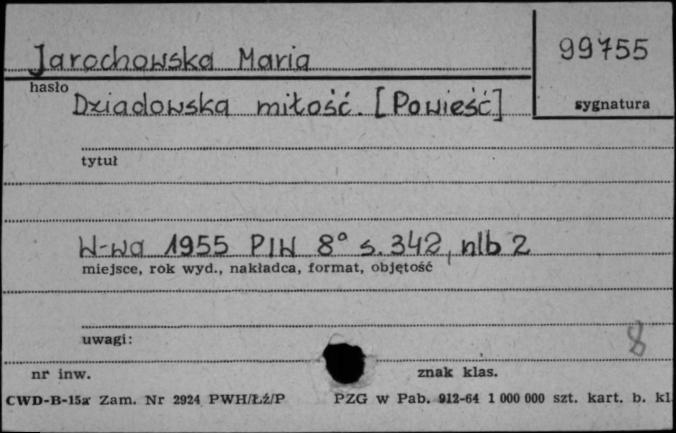 Jarochowska Maria
99755
hasło
sygnatura
Dziadowska miłość. [Powieść]
tytuł
W-wa 1955 PIW 8° s. 342, nlb 2
miejsce, rok wyd., nakładca, format, objętość
uwagi:
8
nr inw.
znak klas.
CWD-B-15a Zam. Nr 2924 PWH/Łź/P
PZG w Pab. 912-64 1 000 000 szt. kart. b. kl